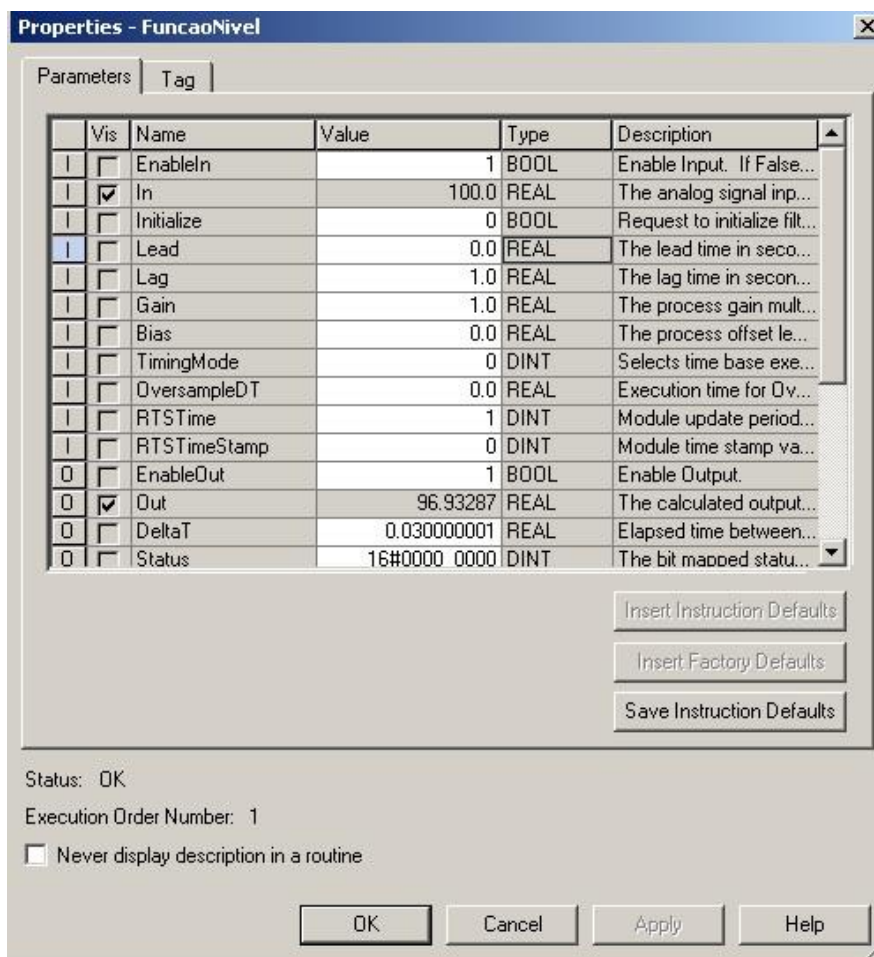 Properties - FuncaoNivel
Parameters Tag
Vis Name Value Type Description
I EnableIn 1 BOOL Enable Input. If False...
I In 100.0 REAL The analog signal inp...
I Initialize 0 BOOL Request to initialize filt...
I Lead 0.0 REAL The lead time in seco...
I Lag 1.0 REAL The lag time in secon...
I Gain 1.0 REAL The process gain mult...
I Bias 0.0 REAL The process offset le...
I TimingMode 0 DINT Selects time base exe...
I OversampleDT 0.0 REAL Execution time for Ov...
I RTSTime 1 DINT Module update period...
I RTSTimeStamp 0 DINT Module time stamp va...
O EnableOut 1 BOOL Enable Output.
O Out 96.93287 REAL The calculated output...
O DeltaT 0.030000001 REAL Elapsed time between...
O Status 16#0000_0000 DINT The bit mapped statu...
Insert Instruction Defaults
Insert Factory Defaults
Save Instruction Defaults
Status: OK
Execution Order Number: 1
Never display description in a routine
OK Cancel Apply Help